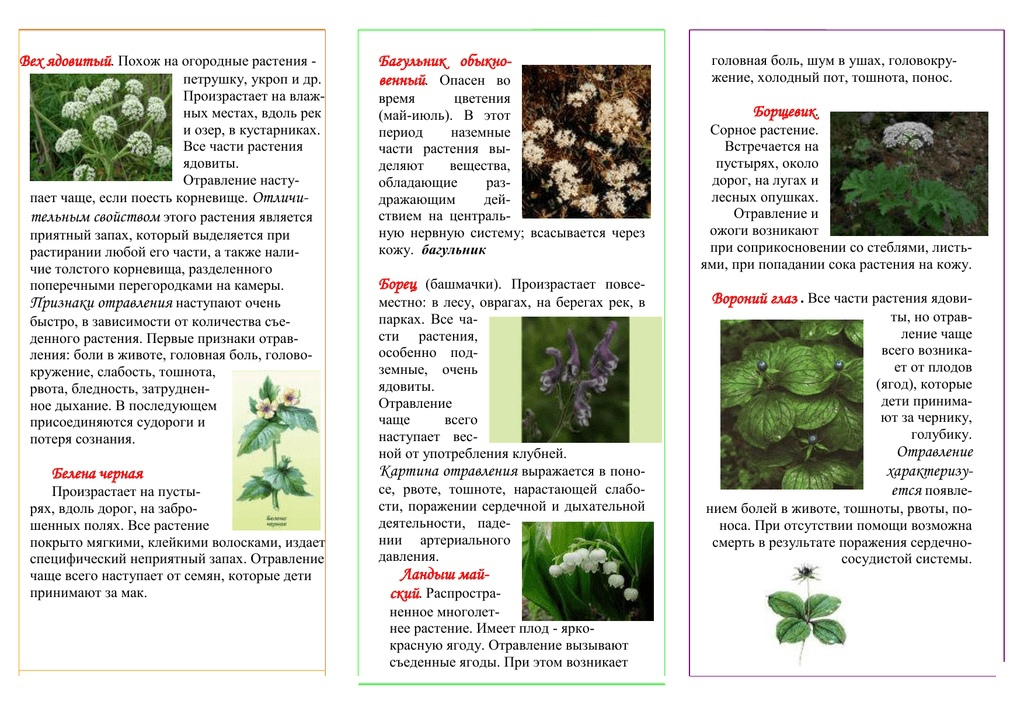 Вех ядовитый. Похож на огородные растения -
петрушку, укроп и др.
Произрастает на влаж-
ных местах, вдоль рек
и озер, в кустарниках.
Все части растения
ядовиты.
Отравление насту-
пает чаще, если поесть корневище. Отличи-
тельным свойством этого растения является
приятный запах, который выделяется при
растирании любой его части, а также нали-
чие толстого корневища, разделенного
поперечными перегородками на камеры.
Признаки отравления наступают очень
быстро, в зависимости от количества съе-
денного растения. Первые признаки отрав-
ления: боли в животе, головная боль, голово-
кружение, слабость, тошнота,
рвота, бледность, затруднен-
ное дыхание. В последующем
присоединяются судороги и
потеря сознания.
Белена черная
Произрастает на пусты-
рях, вдоль дорог, на забро-
шенных полях. Все растение
покрыто мягкими, клейкими волосками, издает
специфический неприятный запах. Отравление
чаще всего наступает от семян, которые дети
принимают за мак.
Белена
черная
Багульник обыкно-
венный. Опасен во
время цветения
(май-июль). В этот
период наземные
части растения вы-
деляют вещества,
обладающие раз-
дражающим дей-
ствием на централь-
ную нервную систему; всасывается через
кожу. багульник
Борец (башмачки). Произрастает повсе-
местно: в лесу, оврагах, на берегах рек, в
парках. Все ча-
сти растения,
особенно под-
земные, очень
ядовиты.
Отравление
чаще всего
наступает вес-
ной от употребления клубней.
Картина отравления выражается в поно-
се, рвоте, тошноте, нарастающей слабо-
сти, поражении сердечной и дыхательной
деятельности, паде-
нии артериального
давления.
Ландыш май-
ский. Распростра-
ненное многолет-
нее растение. Имеет плод - ярко-
красную ягоду. Отравление вызывают
съеденные ягоды. При этом возникает
головная боль, шум в ушах, головокру-
жение, холодный пот, тошнота, понос.
Борщевик.
Сорное растение.
Встречается на
пустырях, около
дорог, на лугах и
лесных опушках.
Отравление и
ожоги возникают
при соприкосновении со стеблями, листь-
ями, при попадании сока растения на кожу.
Вороний глаз . Все части растения ядови-
ты, но отрав-
ление чаще
всего возника-
ет от плодов
(ягод), которые
дети принима-
ют за чернику,
голубику.
Отравление
характеризу-
ется появле-
нием болей в животе, тошноты, рвоты, по-
носа. При отсутствии помощи возможна
смерть в результате поражения сердечно-
сосудистой системы.